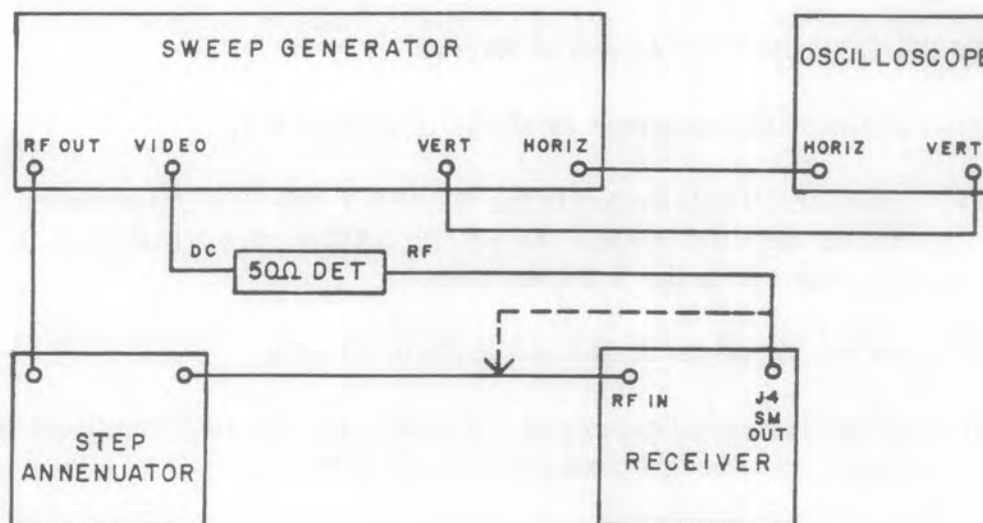 SWEEP GENERATOR
OSCILLOSCOPE
RF OUT
VIDEO
VERT
HORIZ
HORIZ
VERT
DC
50Ω DET
RF
RF IN
J-4
SM
OUT
STEP
ANNENUATOR
RECEIVER